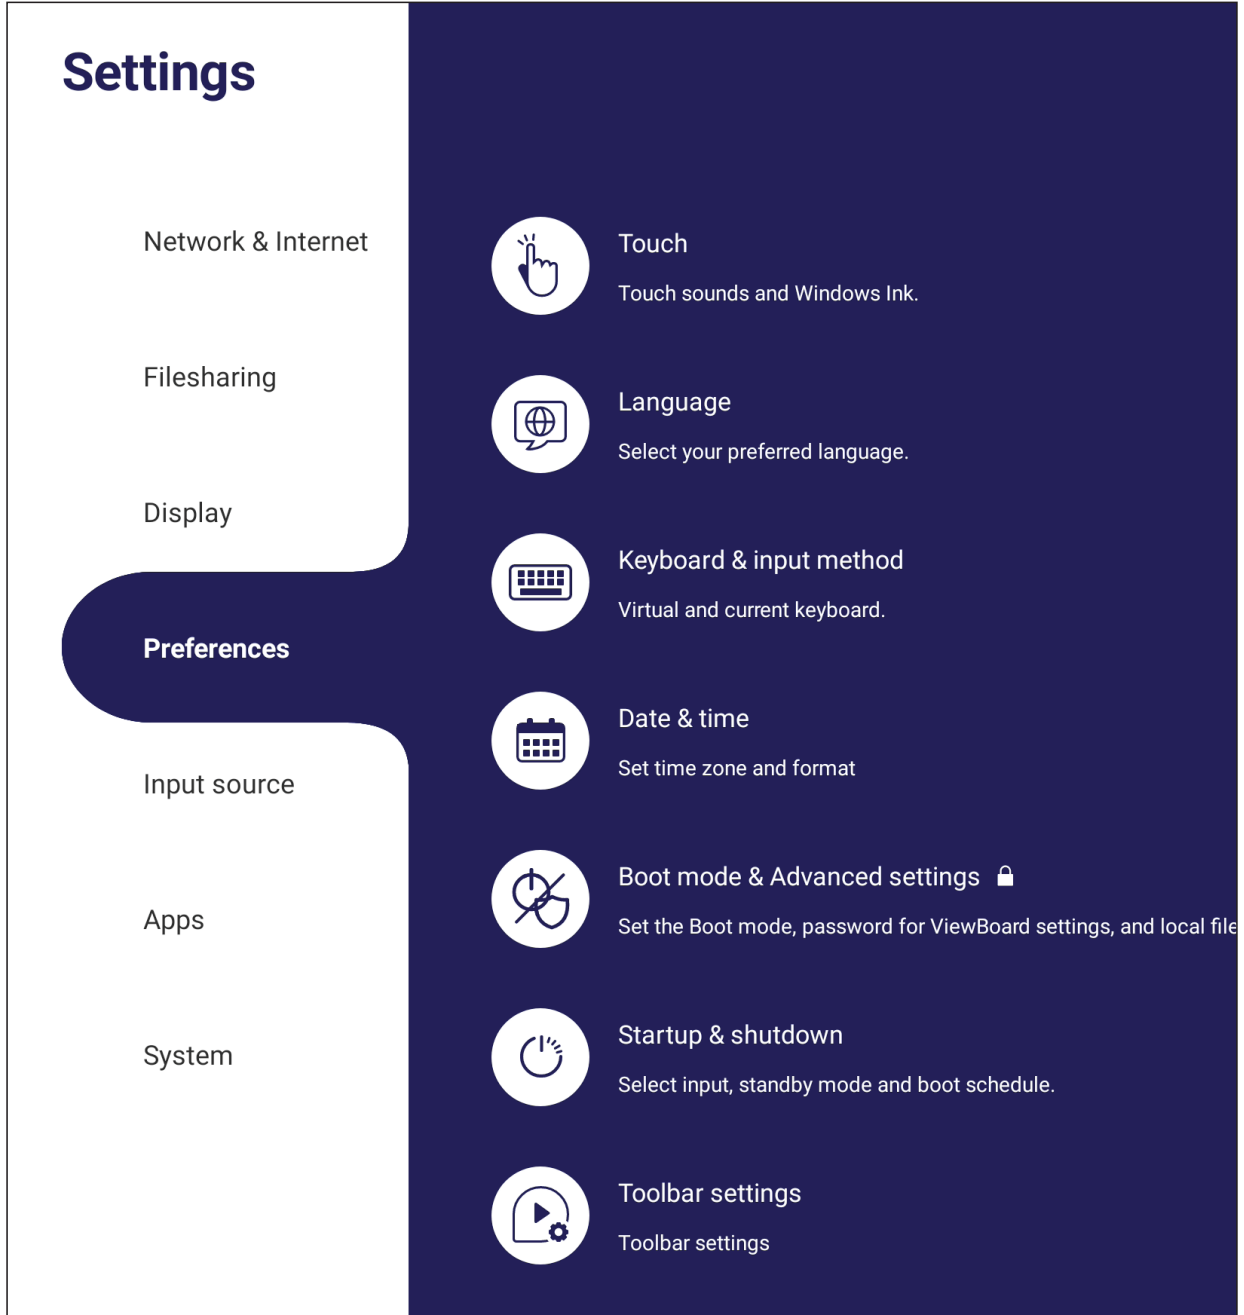 Settings
Network & Internet
Filesharing
Display
Preferences
Input source
Apps
System
Touch
Touch sounds and Windows Ink.
Language
Select your preferred language.
Keyboard & input method
Virtual and current keyboard.
Date & time
Set time zone and format
Boot mode & Advanced settings
Set the Boot mode, password for ViewBoard settings, and local file
Startup & shutdown
Select input, standby mode and boot schedule.
Toolbar settings
Toolbar settings